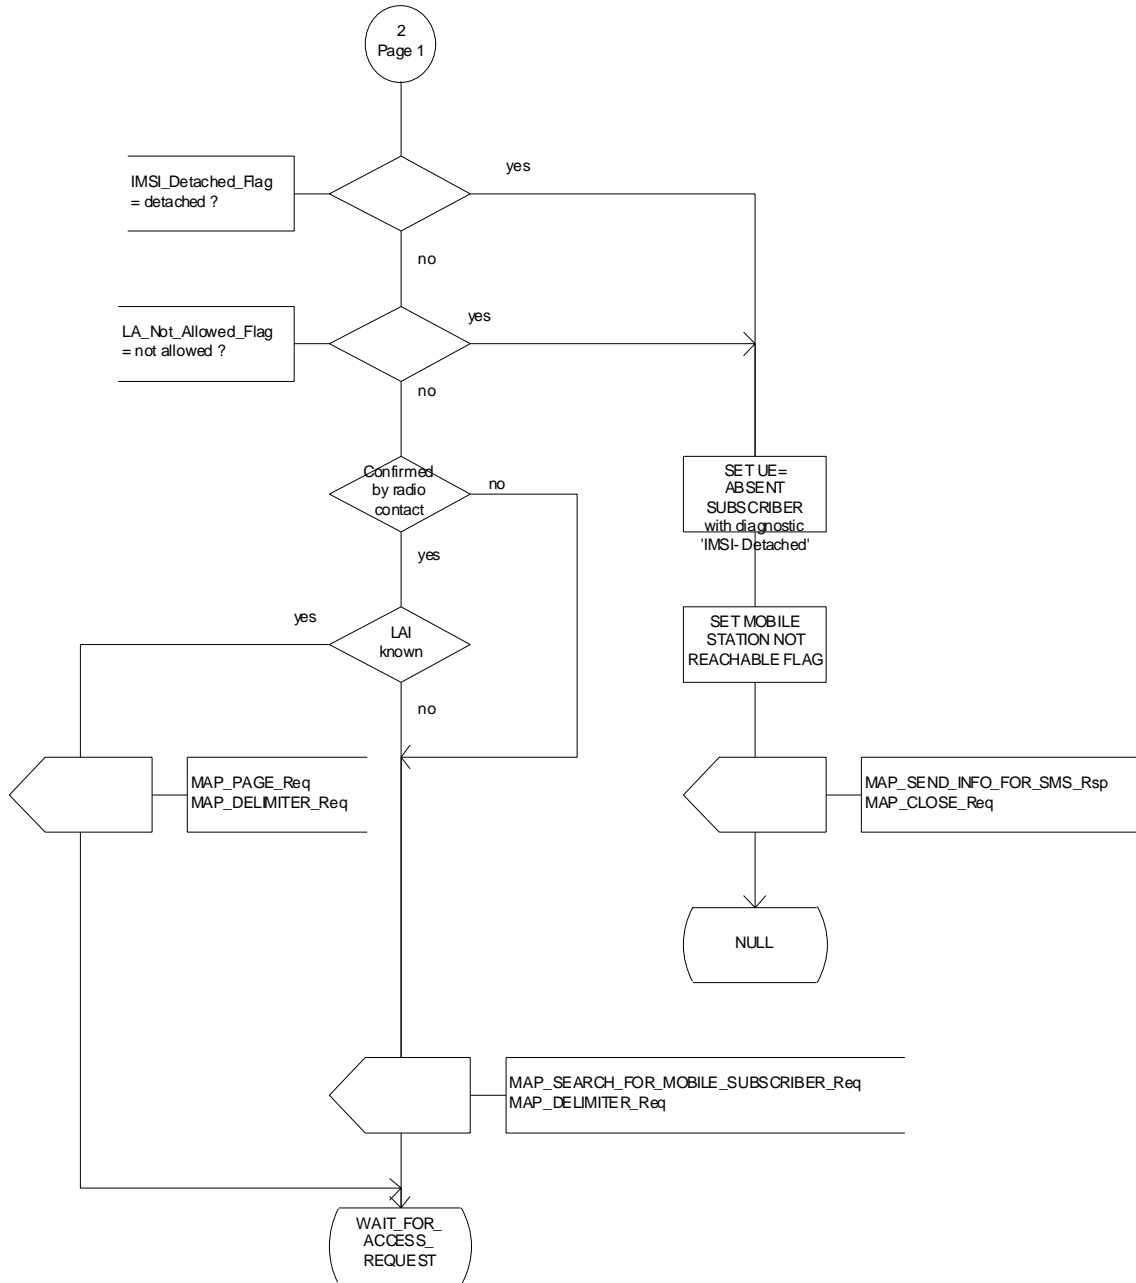 2
Page 1
yes
IMSI_Detached_Flag
= detached ?
no
yes
LA_Not_Allowed_Flag
= not allowed ?
no
Confirmed
by radio
contact
no
yes
SET UE=
ABSENT
SUBSCRIBER
with diagnostic
'IMSI-Detached'
yes
LAI
known
SET MOBILE
STATION NOT
REACHABLE FLAG
no
MAP_PAGE_Req
MAP_DELIMITER_Req
MAP_SEND_INFO_FOR_SMS_Rsp
MAP_CLOSE_Req
NULL
MAP_SEARCH_FOR_MOBILE_SUBSCRIBER_Req
MAP_DELIMITER_Req
WAIT_FOR_
ACCESS_
REQUEST